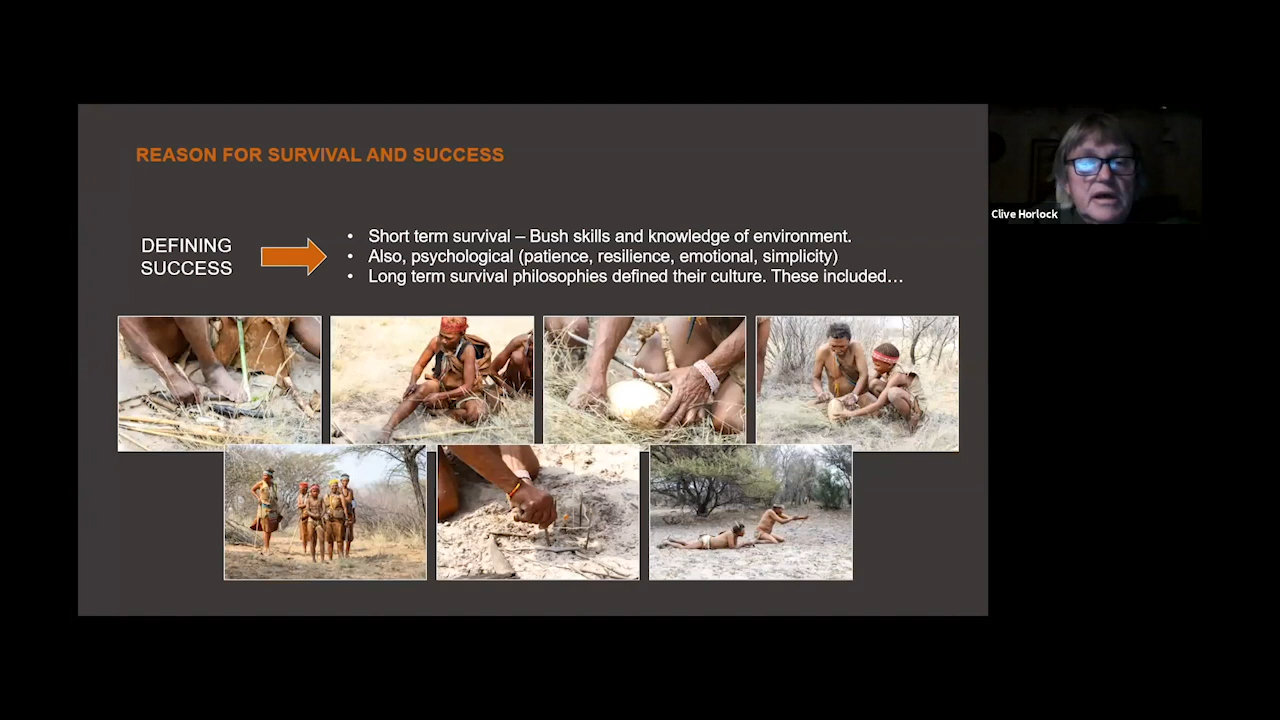 REASON FOR SURVIVAL AND SUCCESS
DEFINING
SUCCESS
• Short term survival – Bush skills and knowledge of environment.
• Also, psychological (patience, resilience, emotional, simplicity)
• Long term survival philosophies defined their culture. These included…
Clive Horlock